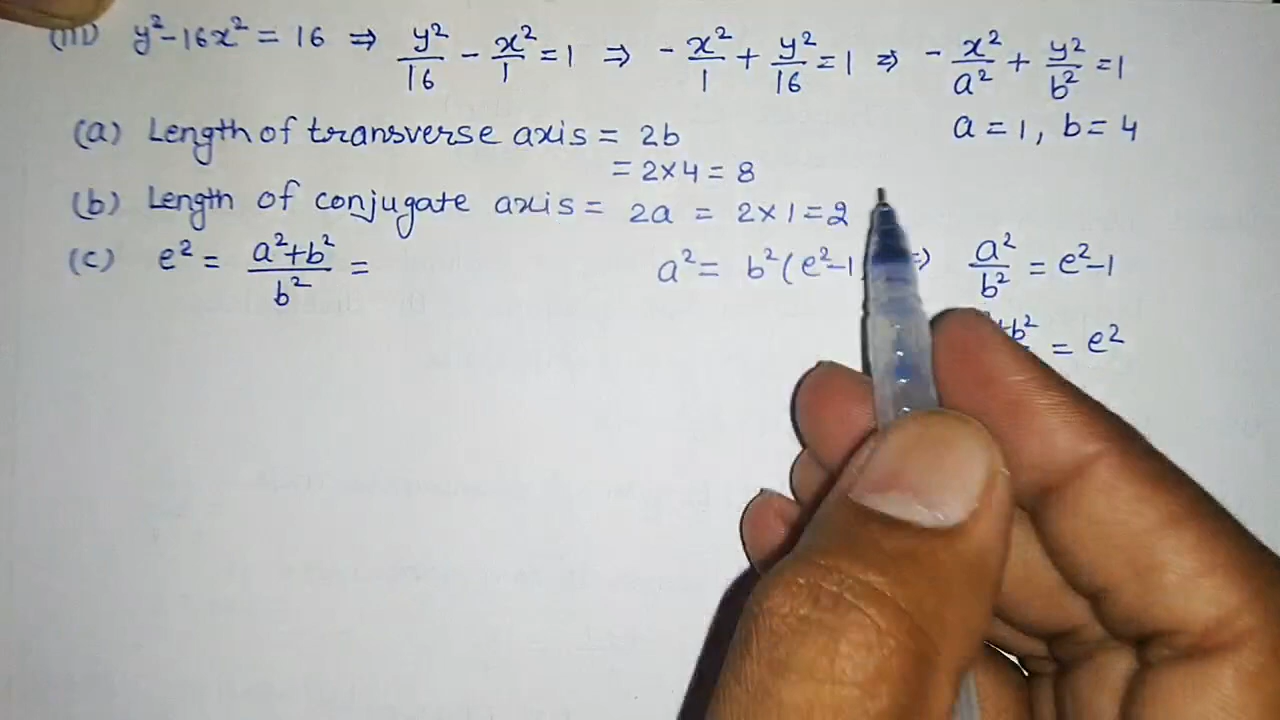 (III) y²-16x² = 16 ⇒ y²/16 - x²/1 = 1 ⇒ - x²/1 + y²/16 = 1 ⇒ - x²/a² + y²/b² = 1
a = 1, b = 4
(a) Length of transverse axis = 2b
= 2×4 = 8
(b) Length of conjugate axis = 2a = 2×1 = 2
(c) e² = (a²+b²)/b² =
a² = b²(e²-1 ⇒ a²/b² = e²-1
+b² = e²